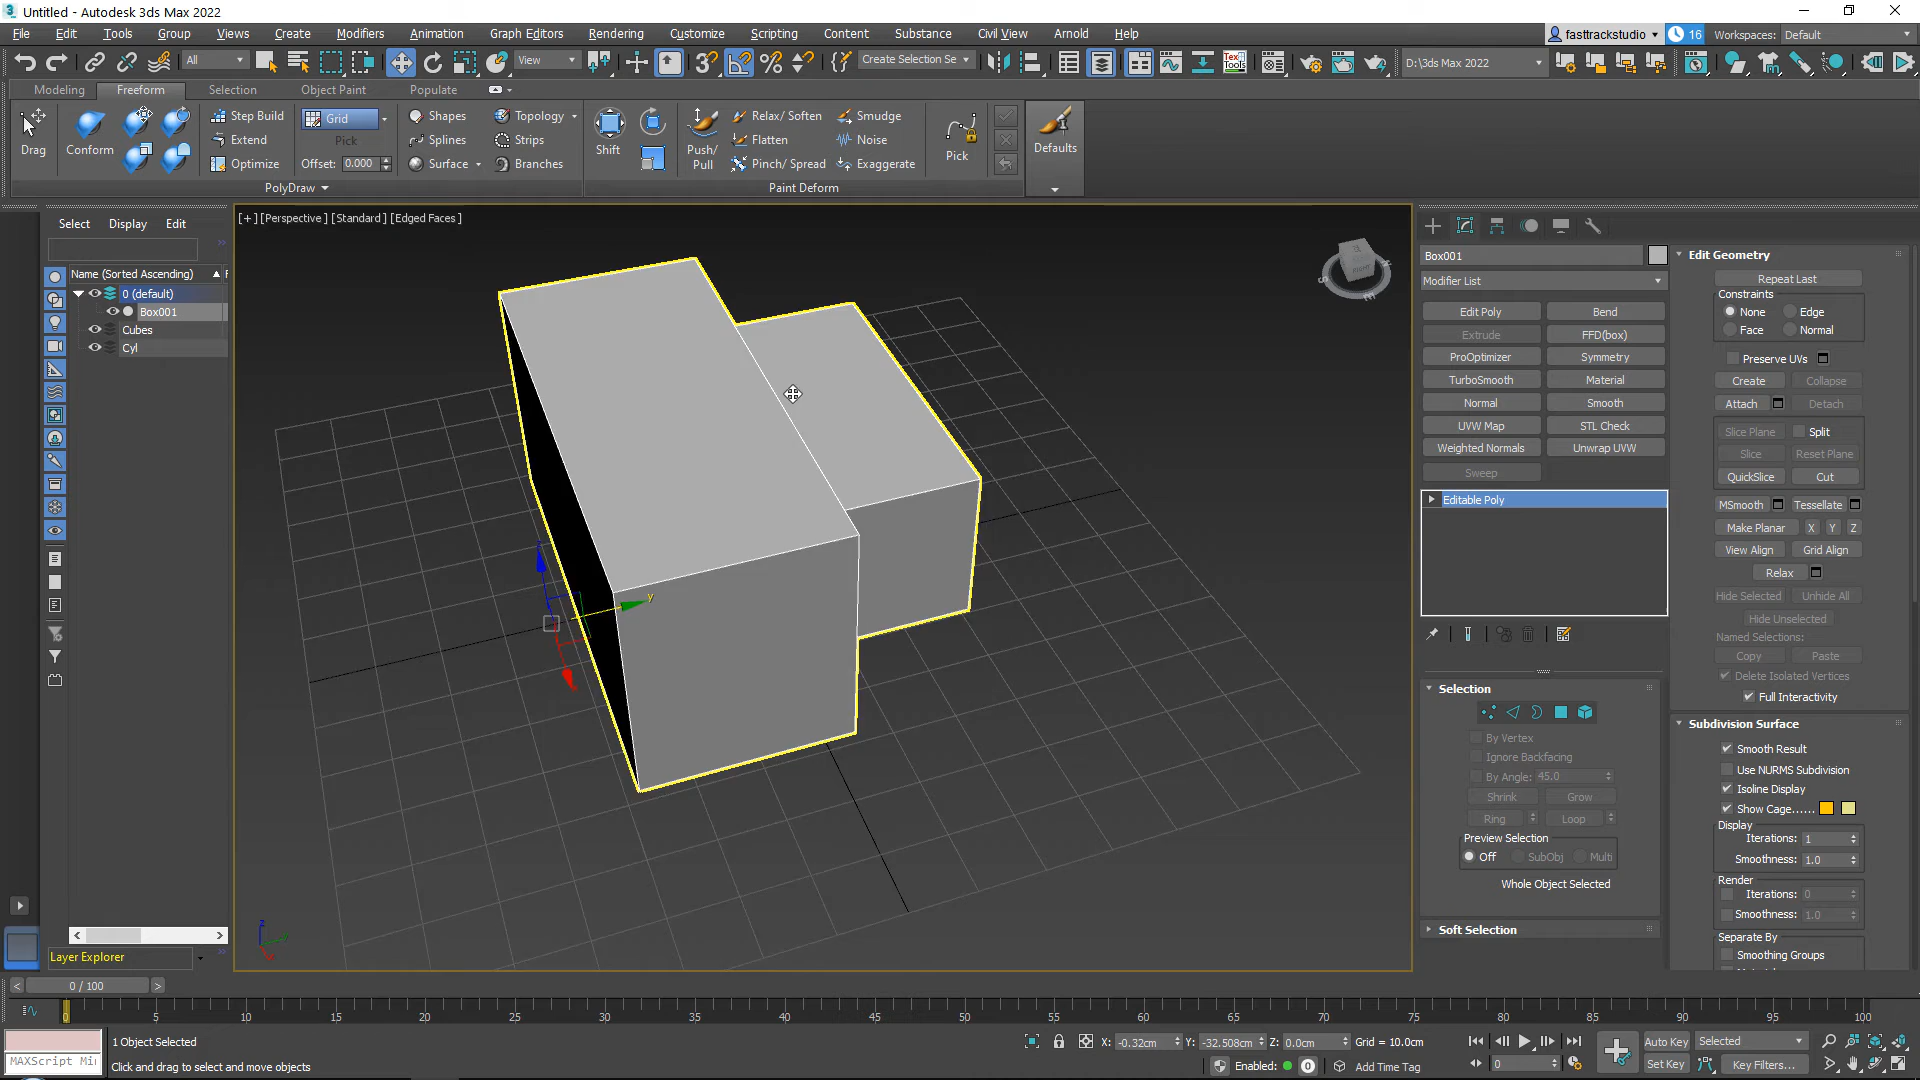 Untitled - Autodesk 3ds Max 2022
File Edit Tools Group Views Create Modifiers Animation Graph Editors Rendering Customize Scripting Content Substance Civil View Arnold Help
fasttrackstudio 16 Workspaces: Default
All View Create Selection Se D:\3ds Max 2022
Modeling Freeform Selection Object Paint Populate
Drag Conform Step Build Extend Optimize Grid Pick Offset: 0.000 Shapes Splines Surface Topology Strips Branches Shift Push/ Pull Relax/ Soften Flatten Pinch/ Spread Smudge Noise Exaggerate Pick Defaults
PolyDraw Paint Deform
Select Display Edit
Name (Sorted Ascending) F
0 (default)
Box001
Cubes
Cyl
Layer Explorer
[+] [Perspective ] [Standard ] [Edged Faces ]
RIGHT
y
Box001
Modifier List
Edit Poly Bend
Extrude FFD(box)
ProOptimizer Symmetry
TurboSmooth Material
Normal Smooth
UVW Map STL Check
Weighted Normals Unwrap UVW
Sweep
Editable Poly
Selection
By Vertex
Ignore Backfacing
By Angle: 45.0
Shrink Grow
Ring Loop
Preview Selection
Off SubObj Multi
Whole Object Selected
Soft Selection
Edit Geometry
Repeat Last
Constraints
None Edge
Face Normal
Preserve UVs
Create Collapse
Attach Detach
Slice Plane Split
Slice Reset Plane
QuickSlice Cut
MSmooth Tessellate
Make Planar X Y Z
View Align Grid Align
Relax
Hide Selected Unhide All
Hide Unselected
Named Selections:
Copy Paste
Delete Isolated Vertices
Full Interactivity
Subdivision Surface
Smooth Result
Use NURMS Subdivision
Isoline Display
Show Cage......
Display
Iterations: 1
Smoothness: 1.0
Render
Iterations: 0
Smoothness: 1.0
Separate By
Smoothing Groups
0 / 100
0 5 10 15 20 25 30 35 40 45 50 55 60 65 70 75 80 85 90 95 100
1 Object Selected X: -0.32cm Y: -32.508cm Z: 0.0cm Grid = 10.0cm Auto Key Selected
MAXScript Mi Click and drag to select and move objects Enabled: 0 Add Time Tag 0 Set Key Key Filters...